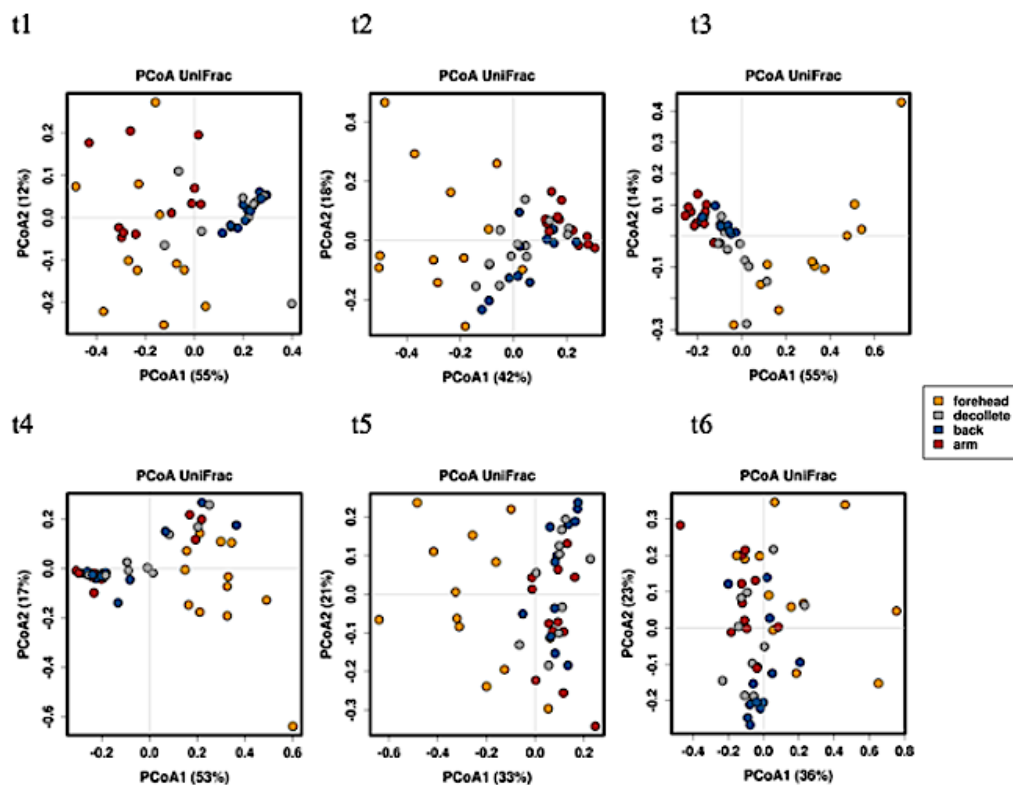 t1
t2
t3
PCoA UniFrac
PCoA UniFrac
PCoA UniFrac
PCoA2 (12%)
0.2
0.1
0.0
-0.2
-0.4
-0.2
0.0
0.2
0.4
PCoA1 (55%)
PCoA2 (18%)
0.4
0.2
0.0
-0.2
-0.4
-0.2
0.0
0.2
PCoA1 (42%)
PCoA2 (14%)
0.4
0.1
-0.1
-0.3
-0.2
0.0
0.2
0.4
0.6
PCoA1 (55%)
forehead
decollete
back
arm
t4
t5
t6
PCoA UniFrac
PCoA UniFrac
PCoA UniFrac
PCoA2 (17%)
0.2
0.0
-0.2
-0.6
-0.2
0.0
0.2
0.4
0.6
PCoA1 (53%)
PCoA2 (21%)
0.2
0.1
0.0
-0.1
-0.3
-0.6
-0.4
-0.2
0.0
0.2
PCoA1 (33%)
PCoA2 (23%)
0.3
0.2
0.1
0.0
-0.1
-0.2
-0.4
-0.2
0.0
0.2
0.4
0.6
0.8
PCoA1 (36%)